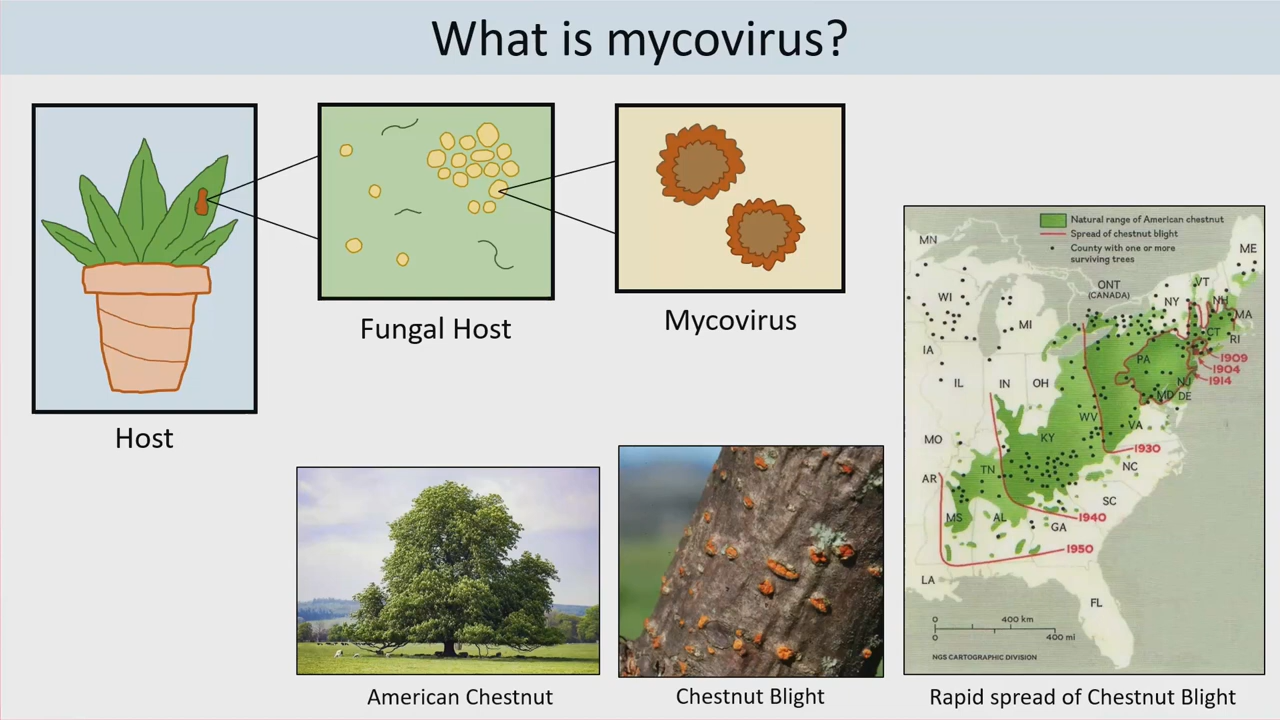 What is mycovirus?
Host
Fungal Host
Mycovirus
American Chestnut
Chestnut Blight
Natural range of American chestnut
Spread of chestnut blight
County with one or more
surviving trees
MN
ME
ONT
(CANADA)
VT
NH
NY
WI
MI
MA
CT
RI
IA
PA
1909
1904
1914
IL
IN
OH
NJ
MD
DE
WV
VA
MO
KY
1930
NC
AR
TN
SC
MS
AL
1940
GA
1950
LA
FL
0
400 km
0
400 mi
NGS CARTOGRAPHIC DIVISION
Rapid spread of Chestnut Blight